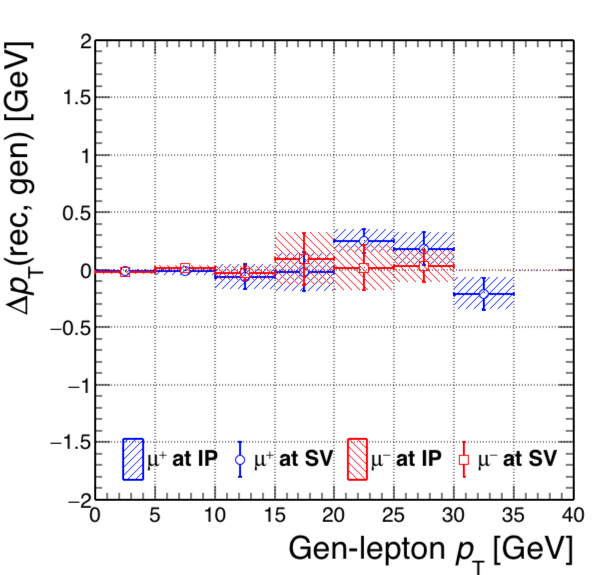 Δp_T(rec, gen) [GeV]
2
1.5
1
0.5
0
−0.5
−1
−1.5
−2
μ⁺ at IP μ⁺ at SV μ⁻ at IP μ⁻ at SV
0 5 10 15 20 25 30 35 40
Gen-lepton p_T [GeV]